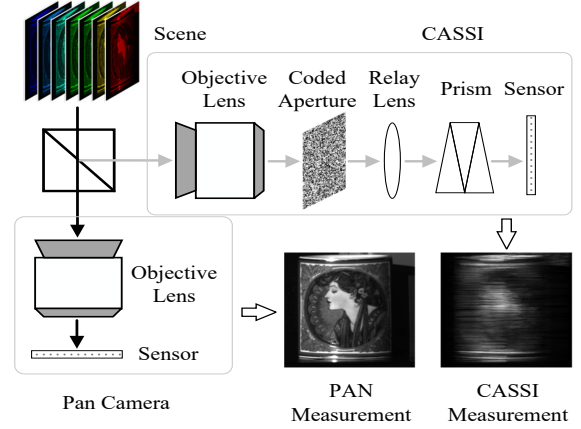 Scene
CASSI
Objective
Lens
Coded
Aperture
Relay
Lens
Prism
Sensor
Objective
Lens
Sensor
Pan Camera
PAN
Measurement
CASSI
Measurement